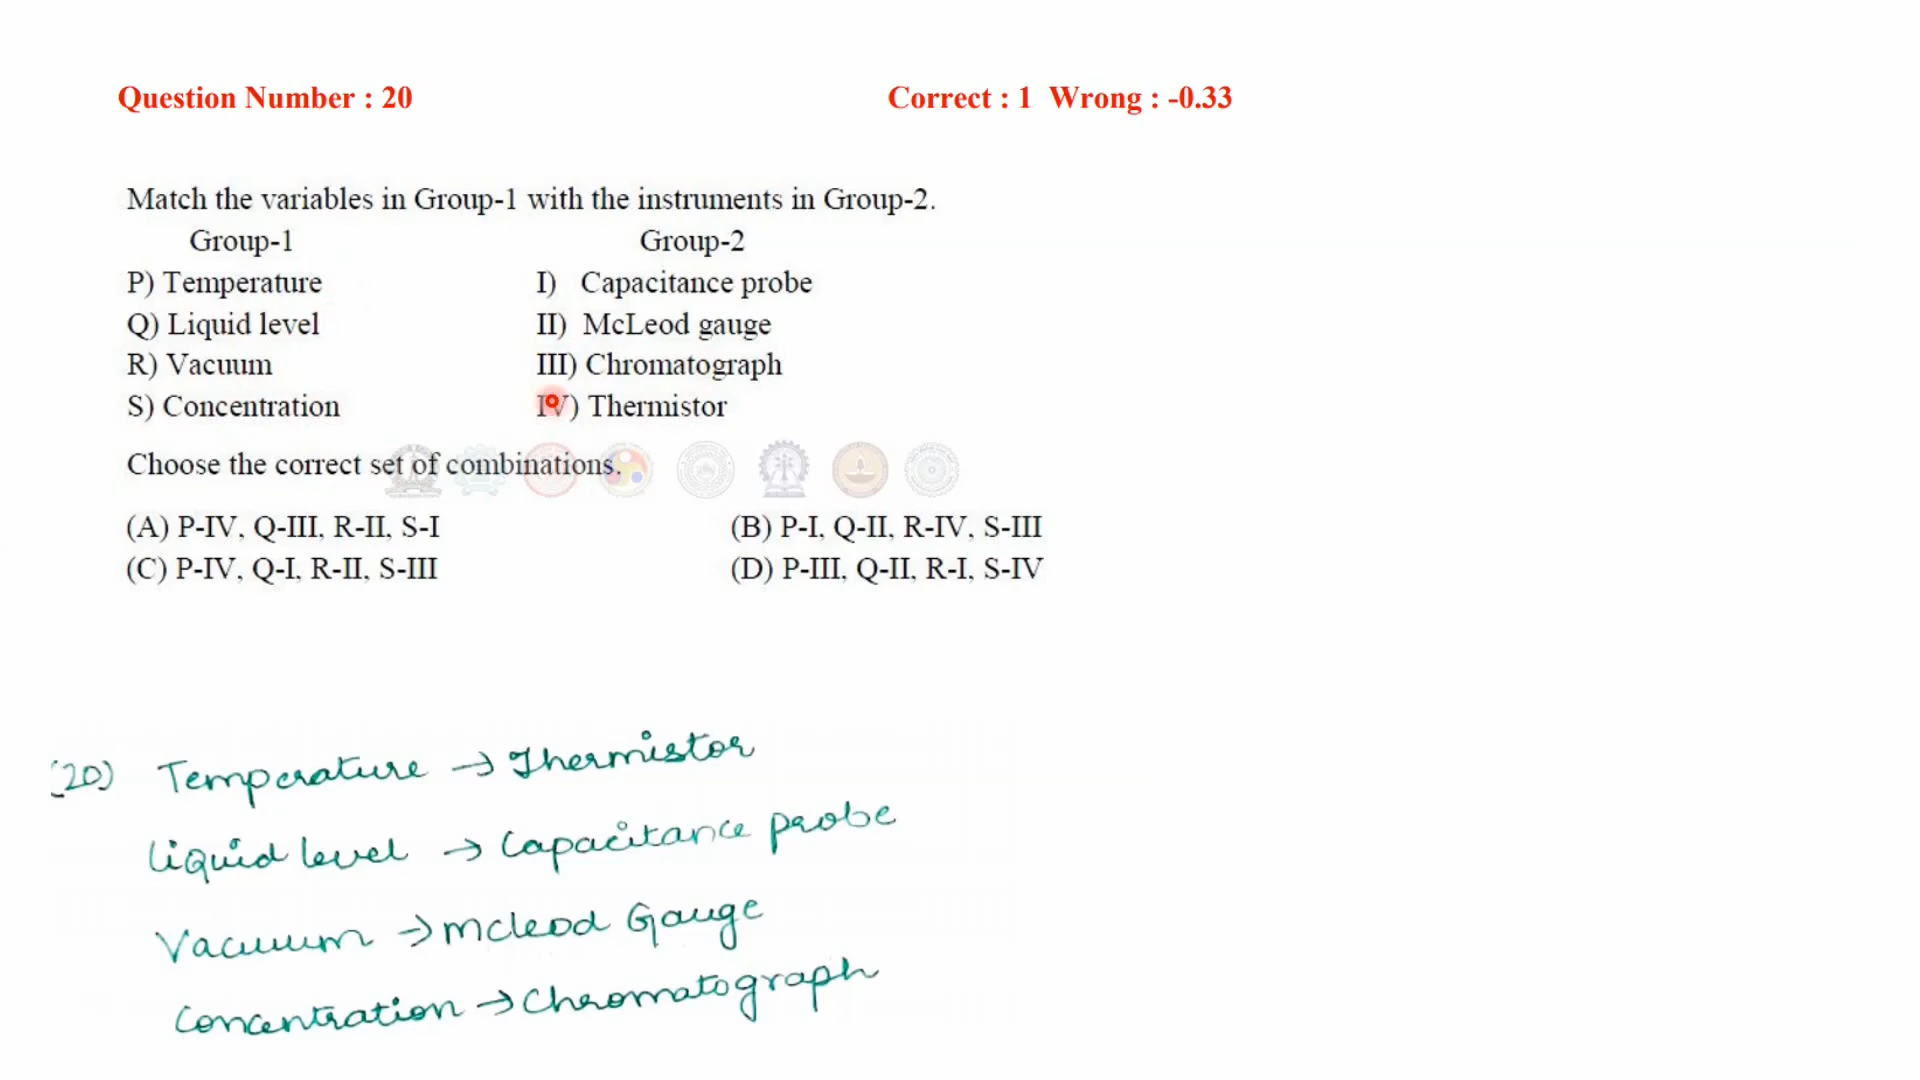 Question Number : 20 Correct : 1 Wrong : -0.33
Match the variables in Group-1 with the instruments in Group-2.
Group-1 Group-2
P) Temperature I) Capacitance probe
Q) Liquid level II) McLeod gauge
R) Vacuum III) Chromatograph
S) Concentration IV) Thermistor
Choose the correct set of combinations.
(A) P-IV, Q-III, R-II, S-I (B) P-I, Q-II, R-IV, S-III
(C) P-IV, Q-I, R-II, S-III (D) P-III, Q-II, R-I, S-IV
(20) Temperature → Thermistor
Liquid level → Capacitance probe
Vacuum → Mcleod Gauge
Concentration → Chromatograph